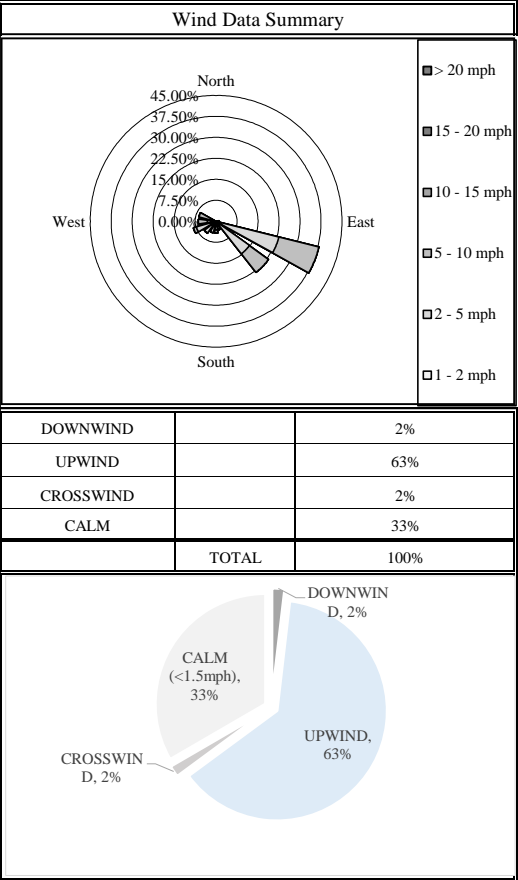 Wind Data Summary
North
45.00%
37.50%
30.00%
22.50%
15.00%
7.50%
0.00%
West
East
South
> 20 mph
15 - 20 mph
10 - 15 mph
5 - 10 mph
2 - 5 mph
1 - 2 mph
DOWNWIND 2%
UPWIND 63%
CROSSWIND 2%
CALM 33%
TOTAL 100%
DOWNWIN
D, 2%
CALM
(<1.5mph),
33%
UPWIND,
63%
CROSSWIN
D, 2%